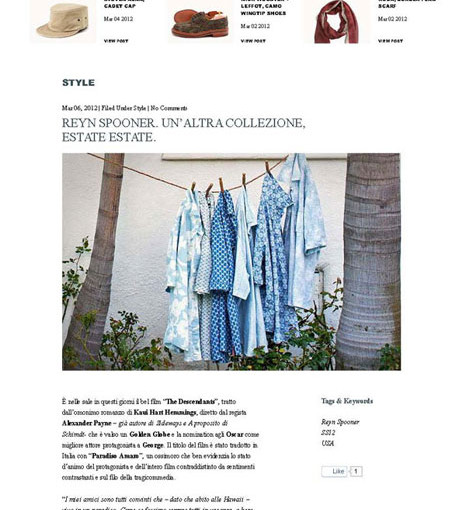 CADET CAP
LEFFOT, CAMO
SCARF
Mar 04 2012
WINGTIP SHOES
Mar 02 2012
Mar 02 2012
VIEW POST
VIEW POST
VIEW POST
STYLE
Mar 06, 2012 | Filed Under Style | No Comments
REYN SPOONER. UN’ALTRA COLLEZIONE,
ESTATE ESTATE.
È nelle sale in questi giorni il bel film “The Descendants”, tratto
dall’omonimo romanzo di Kaui Hart Hemmings, diretto dal regista
Alexander Payne – già autore di Sideways e A proposito di
Schimdt- che è valso un Golden Globe e la nomination agli Oscar come
migliore attore protagonista a George. Il titolo del film è stato tradotto in
Italia con “Paradiso Amaro”, un ossimoro che ben evidenzia lo stato
d’animo del protagonista e dell’intero film contraddistinto da sentimenti
contrastanti e sul filo della tragicommedia.
“I miei amici sono tutti convinti che – dato che abito alle Hawaii –
Tags & Keywords
Reyn Spooner
SS12
USA
Like 1